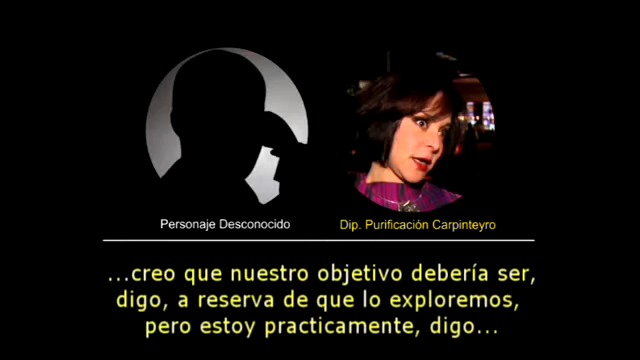 Personaje Desconocido
Dip. Purificación Carpinteyro
...creo que nuestro objetivo debería ser,
digo, a reserva de que lo exploremos,
pero estoy practicamente, digo...